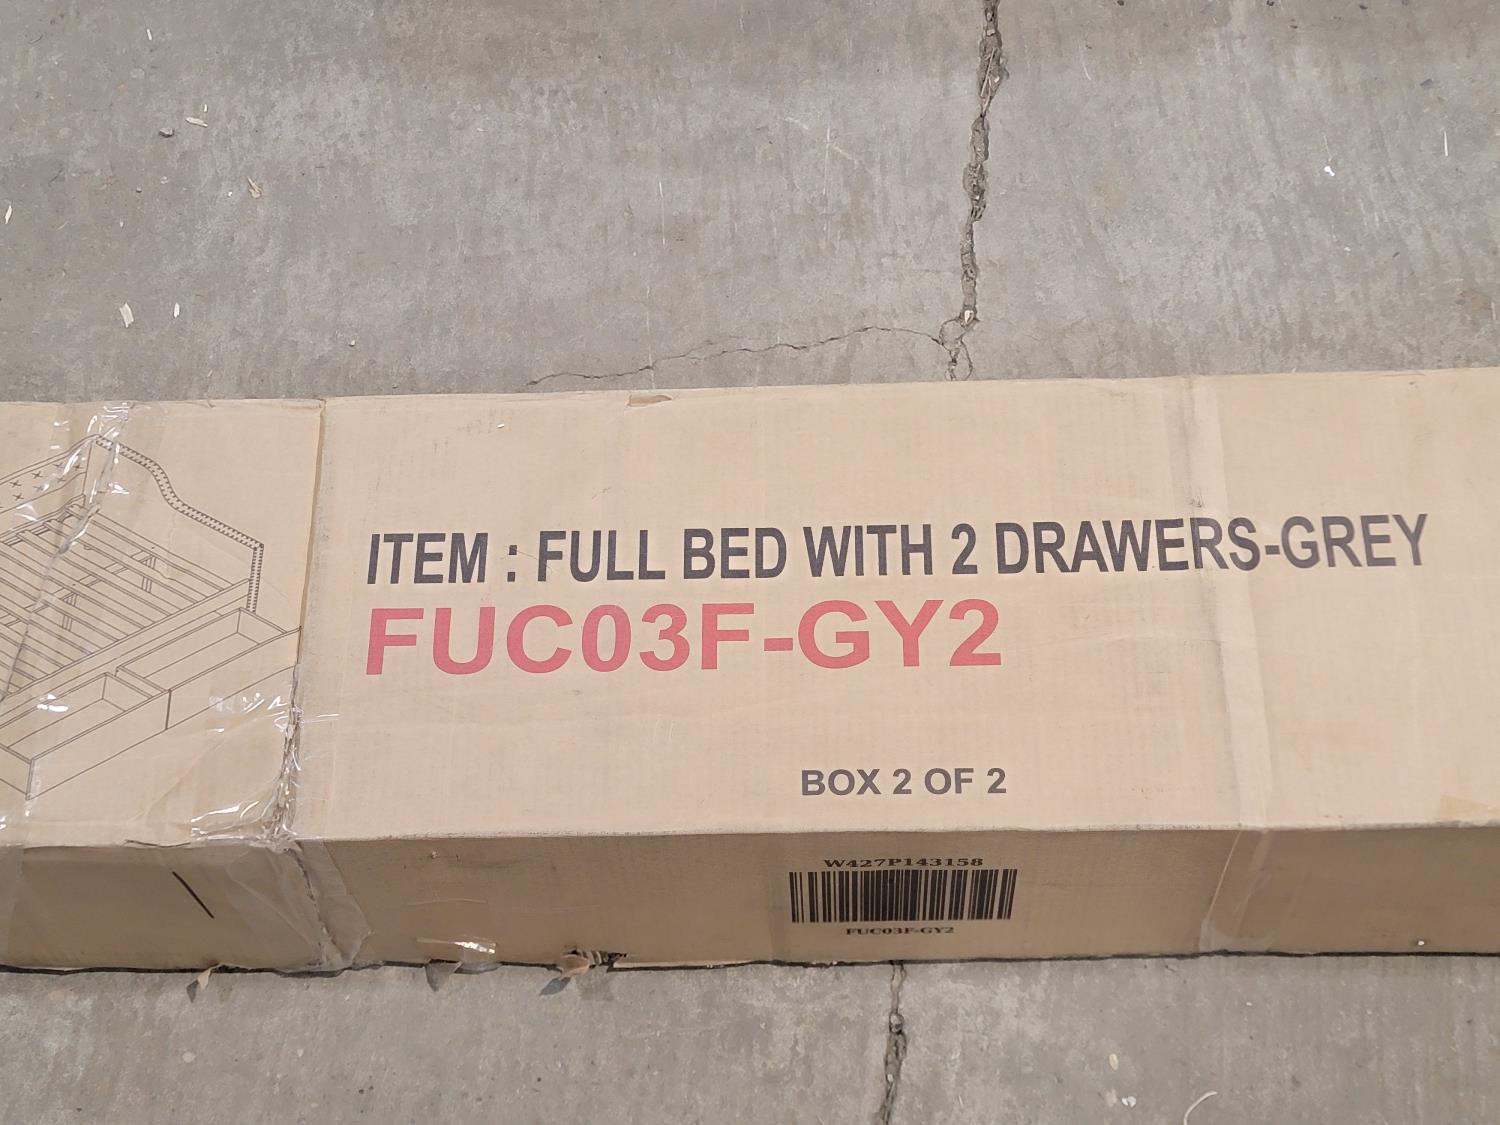 ITEM : FULL BED WITH 2 DRAWERS-GREY
FUC03F-GY2
BOX 2 OF 2
W427P143158
FUC03F-GY2